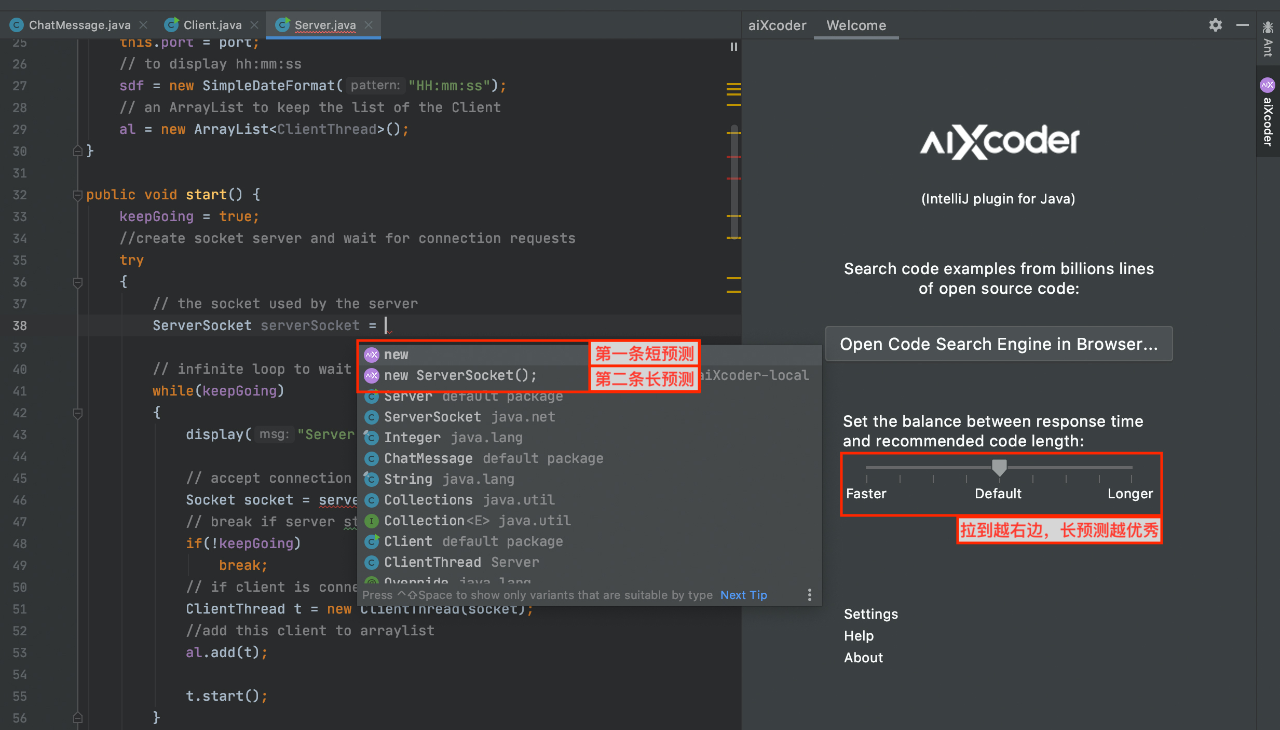 ChatMessage.java
Client.java
Server.java
aiXcoder
Welcome
25 this.port = port;
26 // to display hh:mm:ss
27 sdf = new SimpleDateFormat( pattern: "HH:mm:ss");
28 // an ArrayList to keep the list of the Client
29 al = new ArrayList<ClientThread>();
30 }
31
32 public void start() {
33 keepGoing = true;
34 //create socket server and wait for connection requests
35 try
36 {
37 // the socket used by the server
38 ServerSocket serverSocket =
39
40 // infinite loop to wait
41 while(keepGoing)
42 {
43 display( msg: "Server
44
45 // accept connection
46 Socket socket = serve
47 // break if server st
48 if(!keepGoing)
49 break;
50 // if client is conne
51 ClientThread t = new ClientThread(socket);
52 //add this client to arraylist
53 al.add(t);
54
55 t.start();
56 }
new
第一条短预测
new ServerSocket();
第二条长预测
aiXcoder-local
Server default package
ServerSocket java.net
Integer java.lang
ChatMessage default package
String java.lang
Collections java.util
Collection<E> java.util
Client default package
ClientThread Server
Override java.lang
Press ^⇧Space to show only variants that are suitable by type Next Tip
aiXcoder
(IntelliJ plugin for Java)
Search code examples from billions lines
of open source code:
Open Code Search Engine in Browser...
Set the balance between response time
and recommended code length:
Faster Default Longer
拉到越右边，长预测越优秀
Settings
Help
About
Ant
aiXcoder